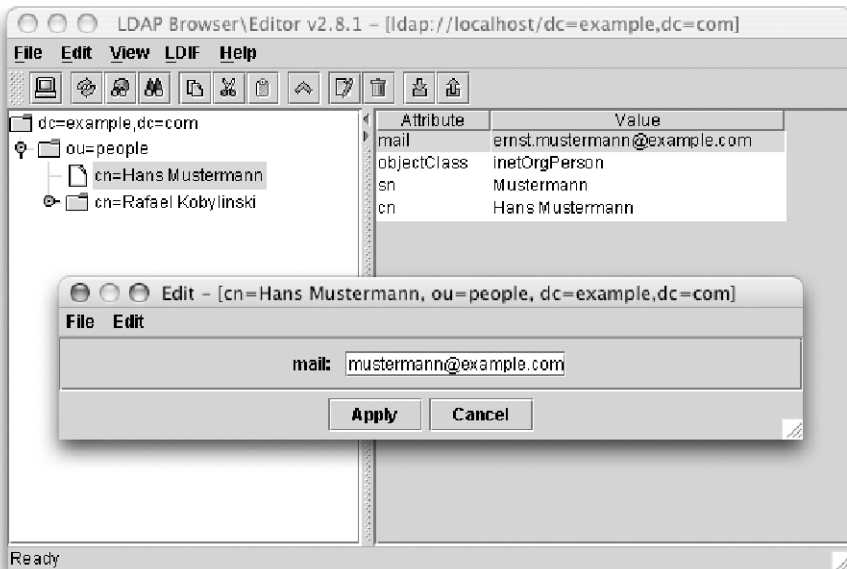 LDAP Browser\Editor v2.8.1 – [ldap://localhost/dc=example,dc=com]
File Edit View LDIF Help
dc=example,dc=com
ou=people
cn=Hans Mustermann
cn=Rafael Kobylinski
Attribute Value
mail ernst.mustermann@example.com
objectClass inetOrgPerson
sn Mustermann
cn Hans Mustermann
Edit – [cn=Hans Mustermann, ou=people, dc=example,dc=com]
File Edit
mail: mustermann@example.com
Apply Cancel
Ready